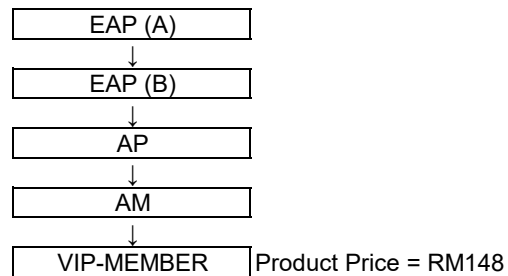 EAP (A)
↓
EAP (B)
↓
AP
↓
AM
↓
VIP-MEMBER Product Price = RM148